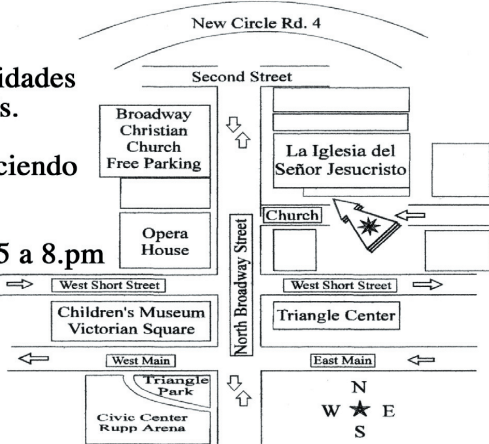 New Circle Rd. 4
Second Street
idades
s.
ciendo
5 a 8.pm
Broadway
Christian
Church
Free Parking
La Iglesia del
Señor Jesucristo
Church
Opera
House
North Broadway Street
West Short Street
West Short Street
Children's Museum
Victorian Square
Triangle Center
West Main
East Main
Triangle
Park
Civic Center
Rupp Arena
N
W E
S